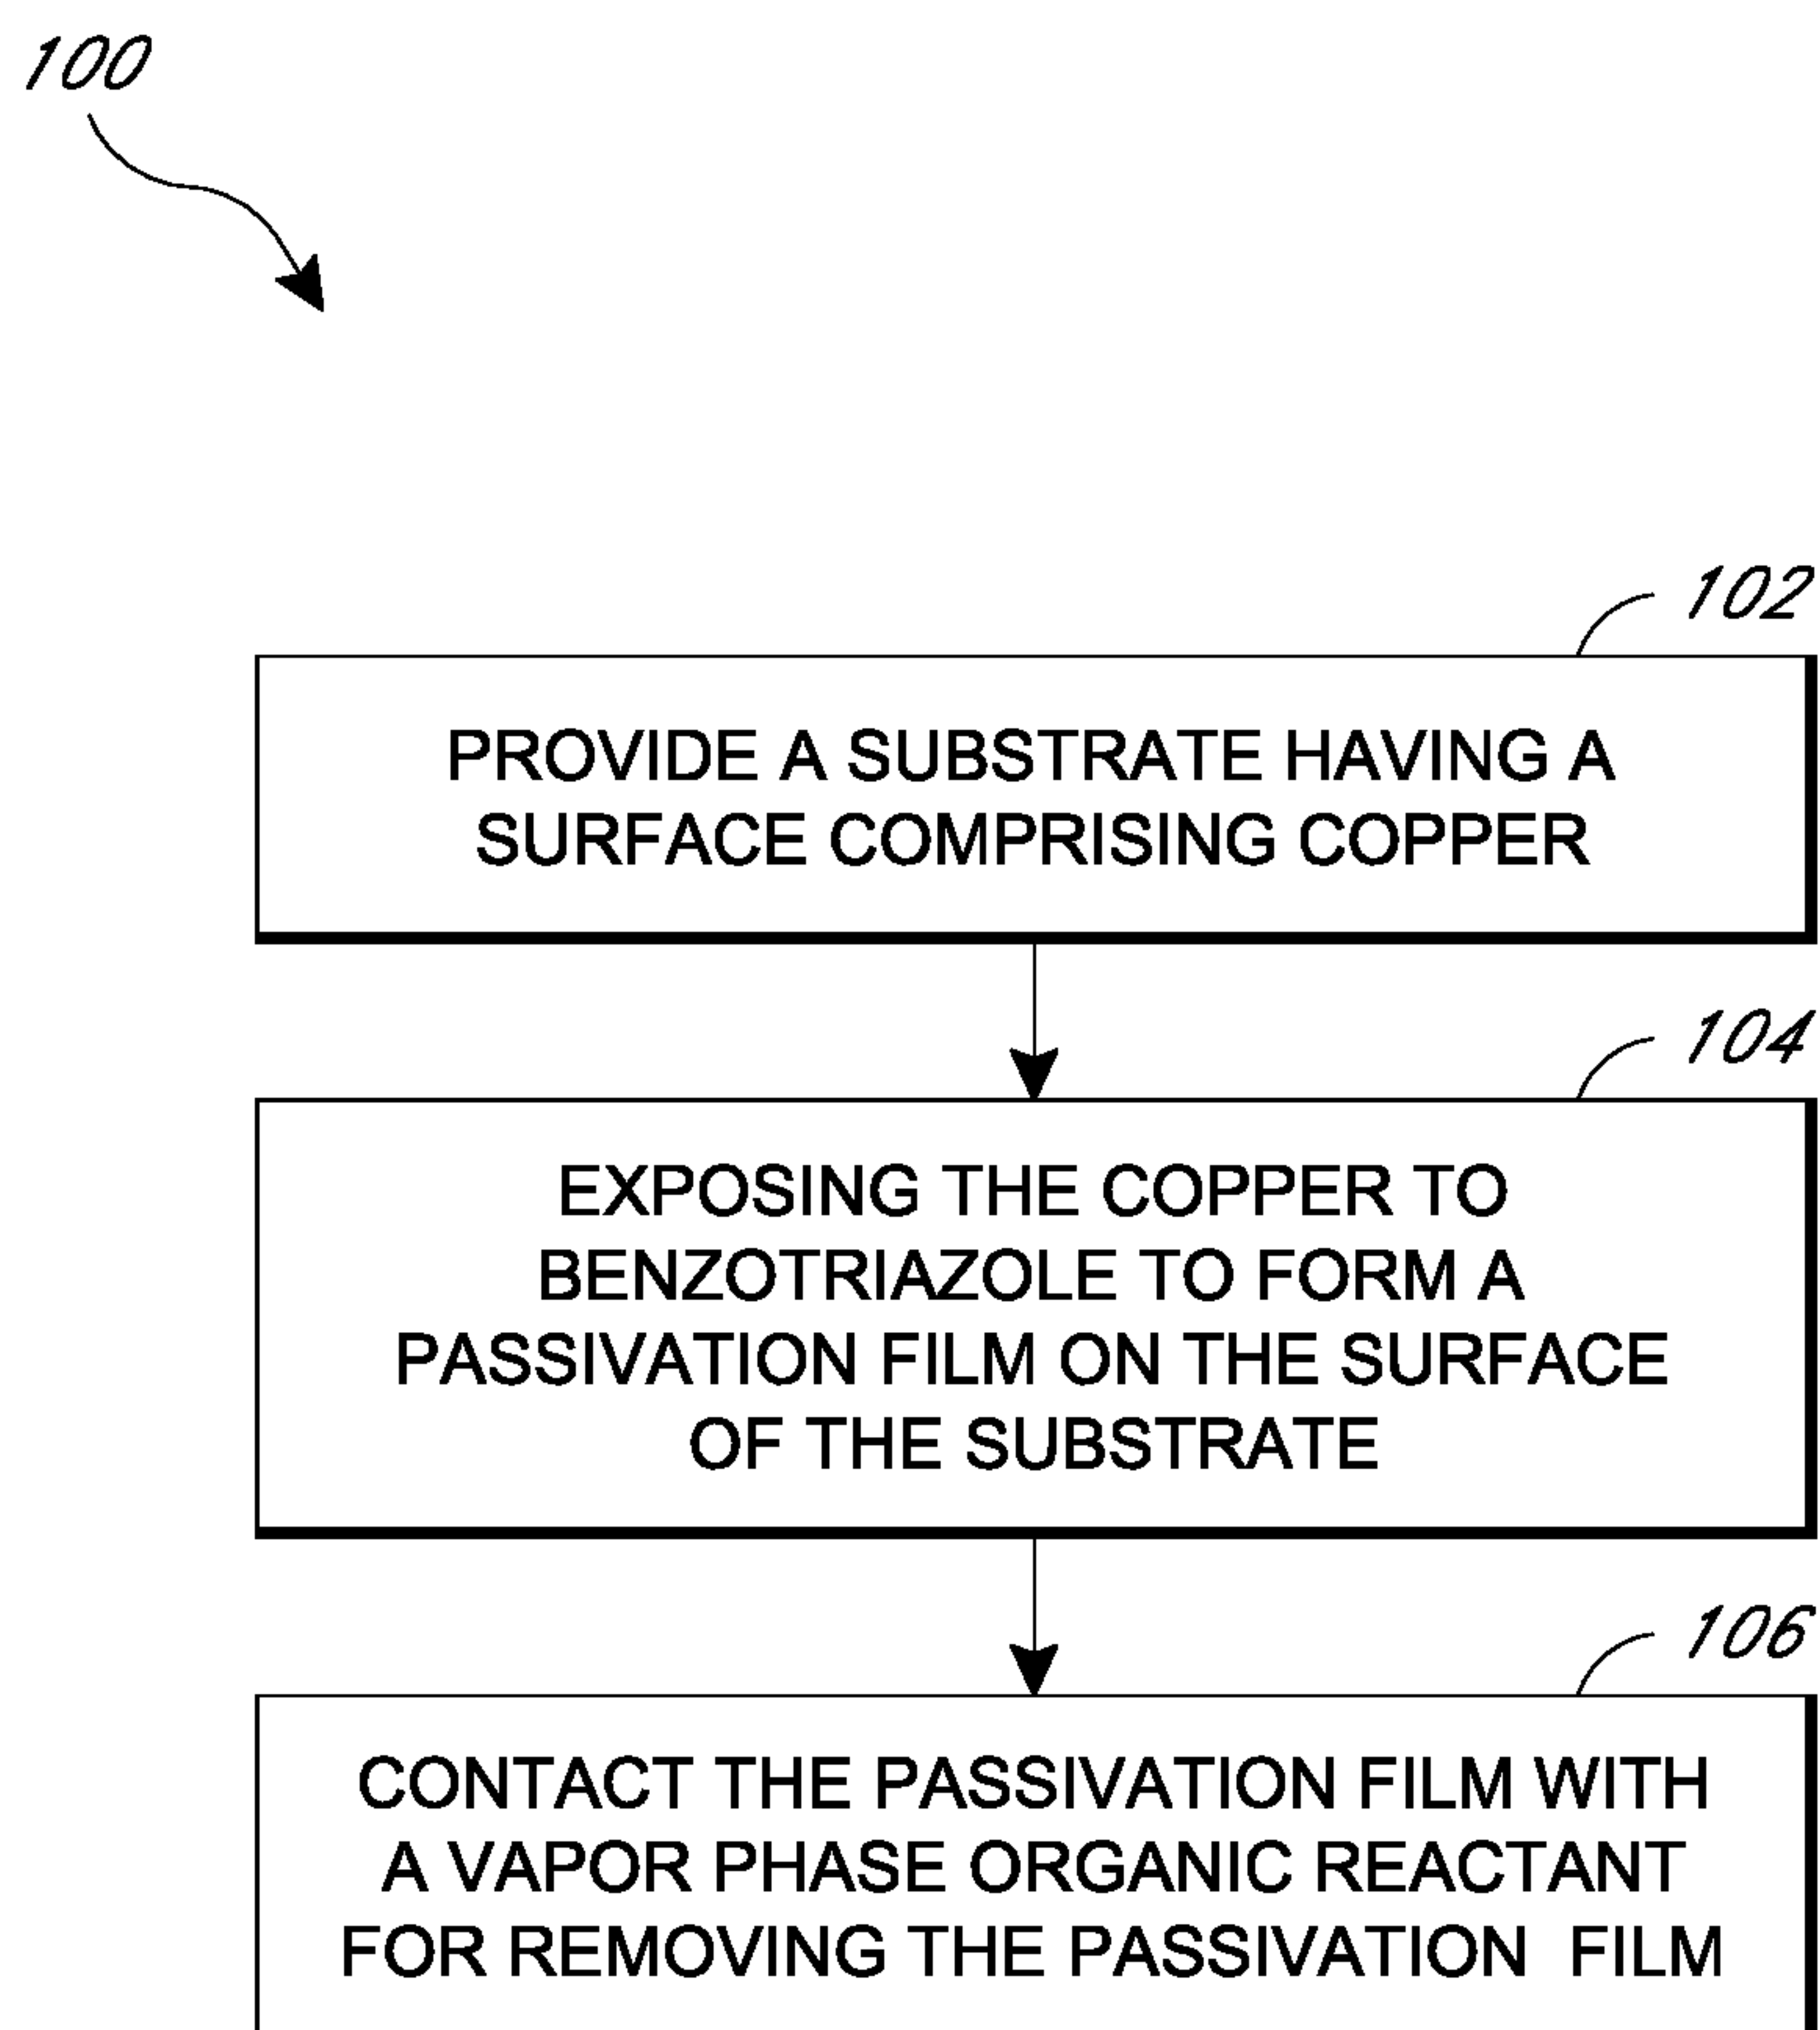 100
102
PROVIDE A SUBSTRATE HAVING A
SURFACE COMPRISING COPPER
104
EXPOSING THE COPPER TO
BENZOTRIAZOLE TO FORM A
PASSIVATION FILM ON THE SURFACE
OF THE SUBSTRATE
106
CONTACT THE PASSIVATION FILM WITH
A VAPOR PHASE ORGANIC REACTANT
FOR REMOVING THE PASSIVATION FILM